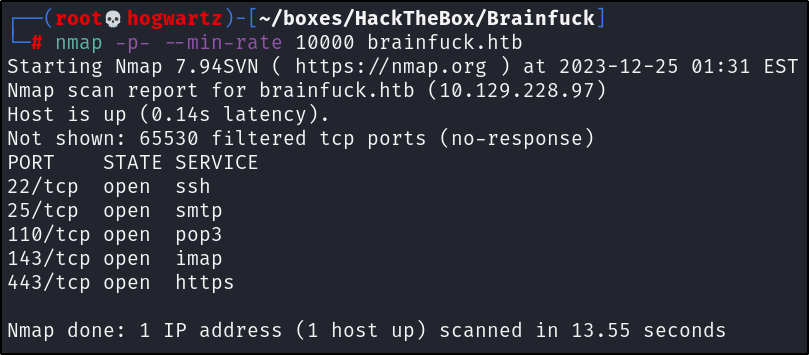 ┌──(root💀hogwartz)-[~/boxes/HackTheBox/Brainfuck]
└─# nmap -p- --min-rate 10000 brainfuck.htb
Starting Nmap 7.94SVN ( https://nmap.org ) at 2023-12-25 01:31 EST
Nmap scan report for brainfuck.htb (10.129.228.97)
Host is up (0.14s latency).
Not shown: 65530 filtered tcp ports (no-response)
PORT    STATE SERVICE
22/tcp  open  ssh
25/tcp  open  smtp
110/tcp open  pop3
143/tcp open  imap
443/tcp open  https
Nmap done: 1 IP address (1 host up) scanned in 13.55 seconds